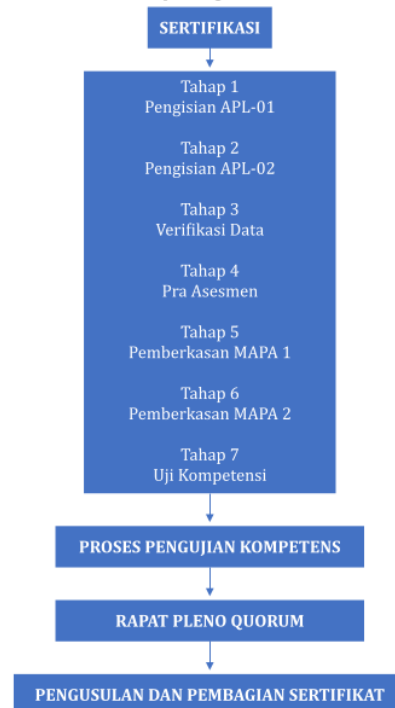 SERTIFIKASI
Tahap 1
Pengisian APL-01
Tahap 2
Pengisian APL-02
Tahap 3
Verifikasi Data
Tahap 4
Pra Asesmen
Tahap 5
Pemberkasan MAPA 1
Tahap 6
Pemberkasan MAPA 2
Tahap 7
Uji Kompetensi
PROSES PENGUJIAN KOMPETENS
RAPAT PLENO QUORUM
PENGUSULAN DAN PEMBAGIAN SERTIFIKAT